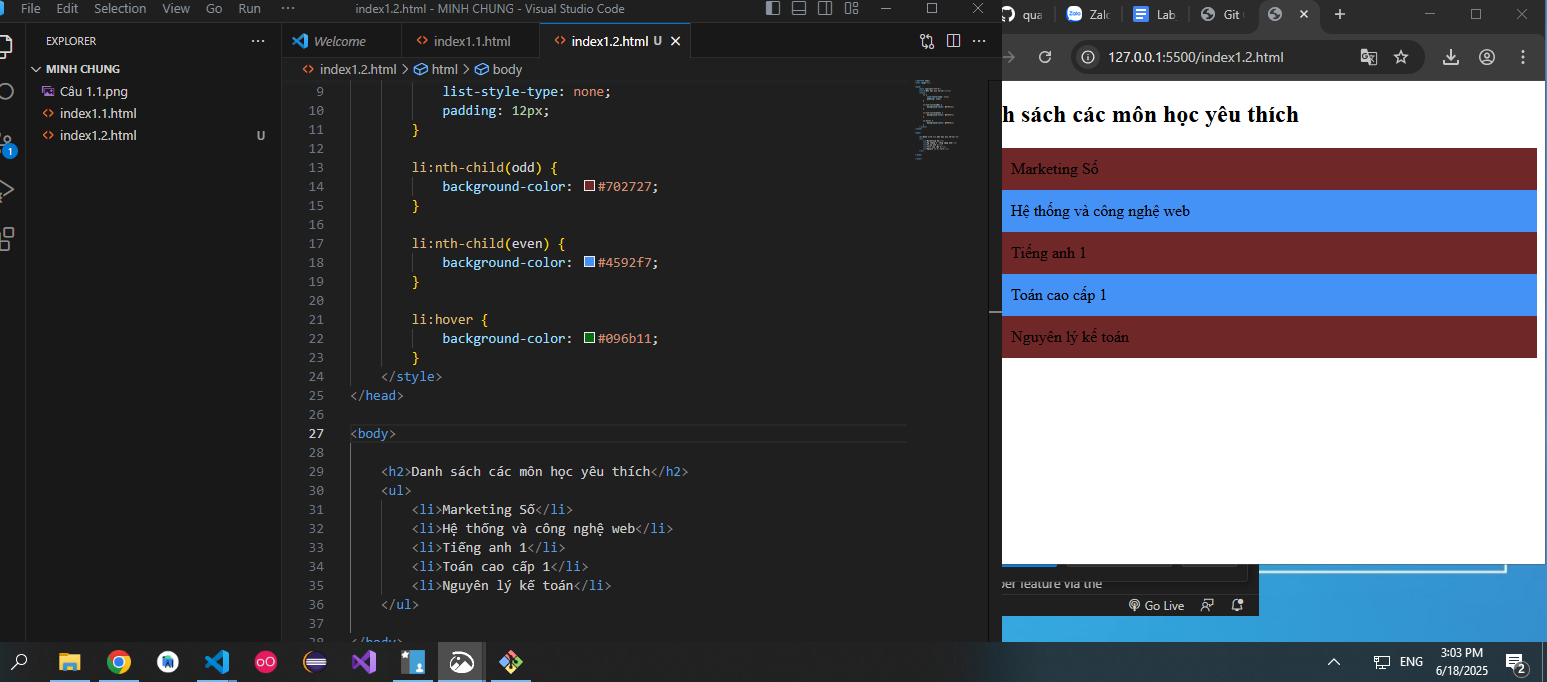 File Edit Selection View Go Run ··· index1.2.html - MINH CHUNG - Visual Studio Code
EXPLORER ···
MINH CHUNG
Câu 1.1.png
index1.1.html
index1.2.html U
1
Welcome index1.1.html index1.2.html U
index1.2.html > html > body
9 list-style-type: none;
10 padding: 12px;
11 }
12
13 li:nth-child(odd) {
14 background-color: #702727;
15 }
16
17 li:nth-child(even) {
18 background-color: #4592f7;
19 }
20
21 li:hover {
22 background-color: #096b11;
23 }
24 </style>
25 </head>
26
27 <body>
28
29 <h2>Danh sách các môn học yêu thích</h2>
30 <ul>
31 <li>Marketing Số</li>
32 <li>Hệ thống và công nghệ web</li>
33 <li>Tiếng anh 1</li>
34 <li>Toán cao cấp 1</li>
35 <li>Nguyên lý kế toán</li>
36 </ul>
37
38 </body>
qua Zalo Lab Git
127.0.0.1:5500/index1.2.html
h sách các môn học yêu thích
Marketing Số
Hệ thống và công nghệ web
Tiếng anh 1
Toán cao cấp 1
Nguyên lý kế toán
per feature via the
Go Live
ENG
3:03 PM
6/18/2025
2